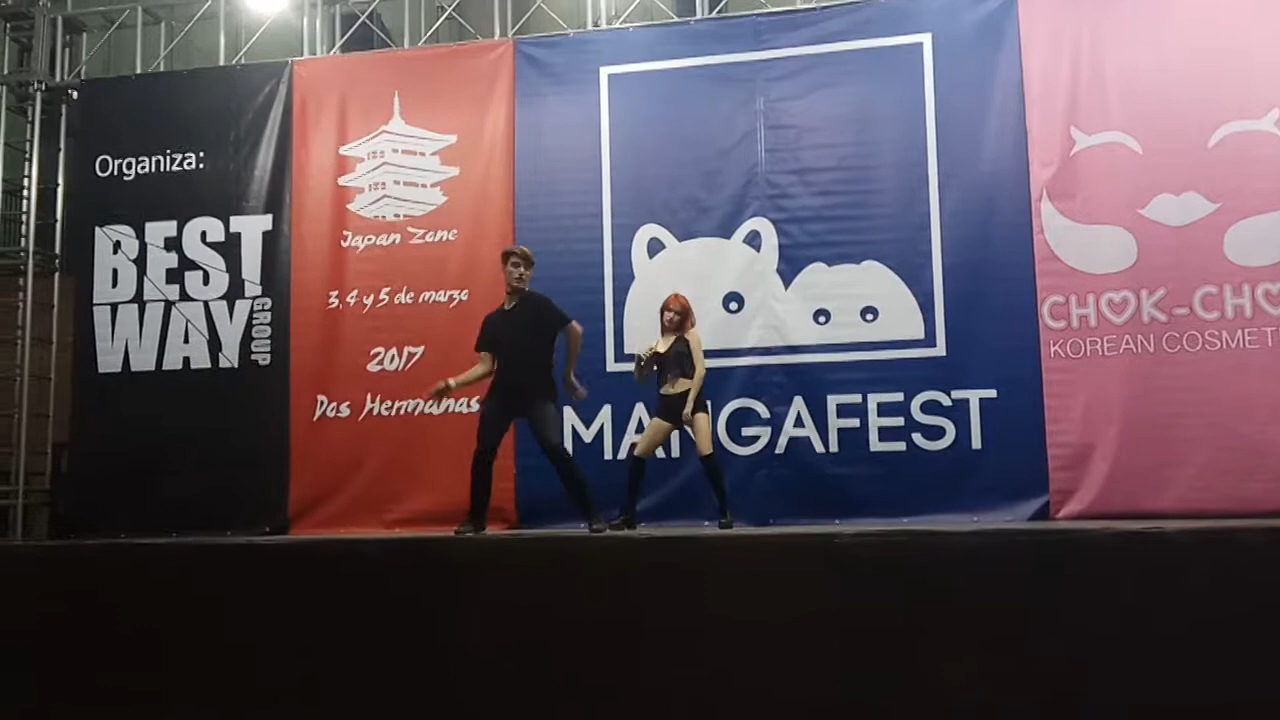 Organiza:
BEST
WAY
GROUP
Japan Zone
3, 4 y 5 de marzo
2017
Dos Hermanas
MANGAFEST
CHOK-CHO
KOREAN COSMET